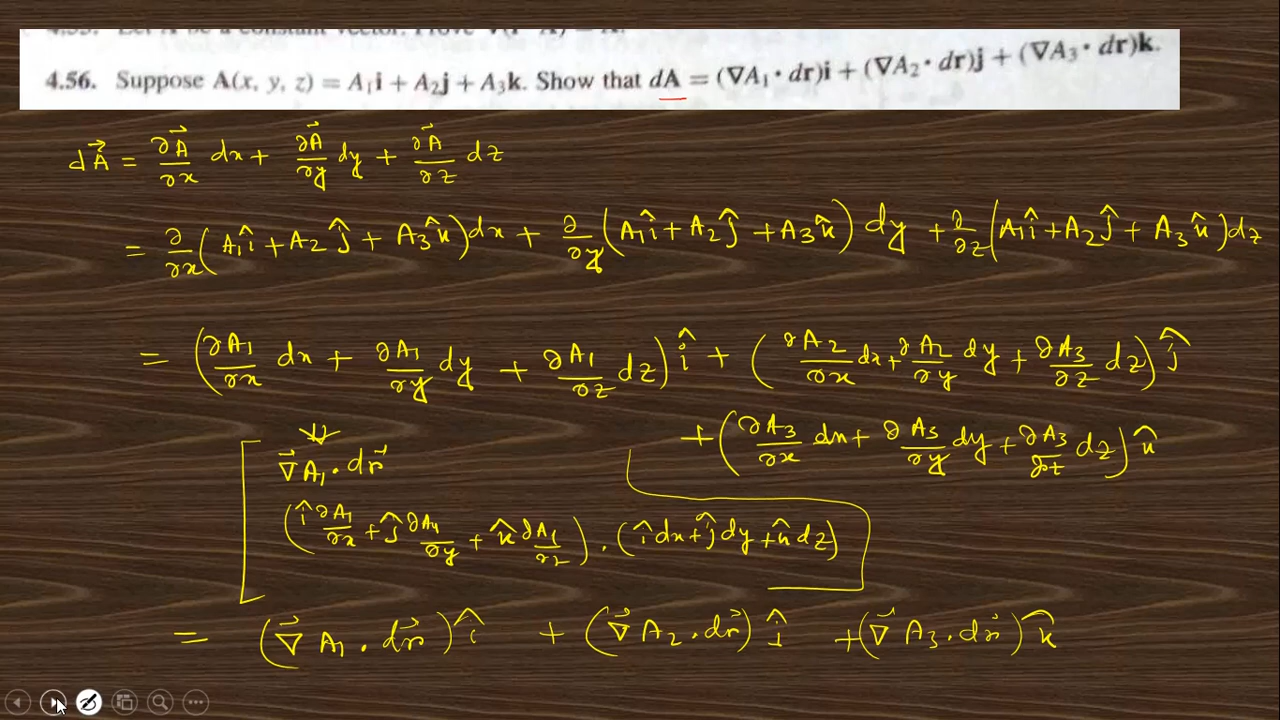 4.56. Suppose A(x, y, z) = A₁i + A₂j + A₃k. Show that dA = (∇A₁ • dr)i + (∇A₂ • dr)j + (∇A₃ • dr)k.
dA⃗ = ∂A⃗/∂x dx + ∂A⃗/∂y dy + ∂A⃗/∂z dz
= ∂/∂x (A₁î + A₂ĵ + A₃k̂) dx + ∂/∂y (A₁î + A₂ĵ + A₃k̂) dy + ∂/∂z (A₁î + A₂ĵ + A₃k̂) dz
= (∂A₁/∂x dx + ∂A₁/∂y dy + ∂A₁/∂z dz) î + (∂A₂/∂x dx + ∂A₂/∂y dy + ∂A₃/∂z dz) ĵ
+ (∂A₃/∂x dx + ∂A₃/∂y dy + ∂A₃/∂z dz) k̂
∇⃗A₁ . dr⃗
(î ∂A₁/∂x + ĵ ∂A₁/∂y + k̂ ∂A₁/∂z) . (î dx + ĵ dy + k̂ dz)
= (∇⃗ A₁ . dr⃗) î + (∇⃗ A₂ . dr⃗) ĵ + (∇⃗ A₃ . dr⃗) k̂